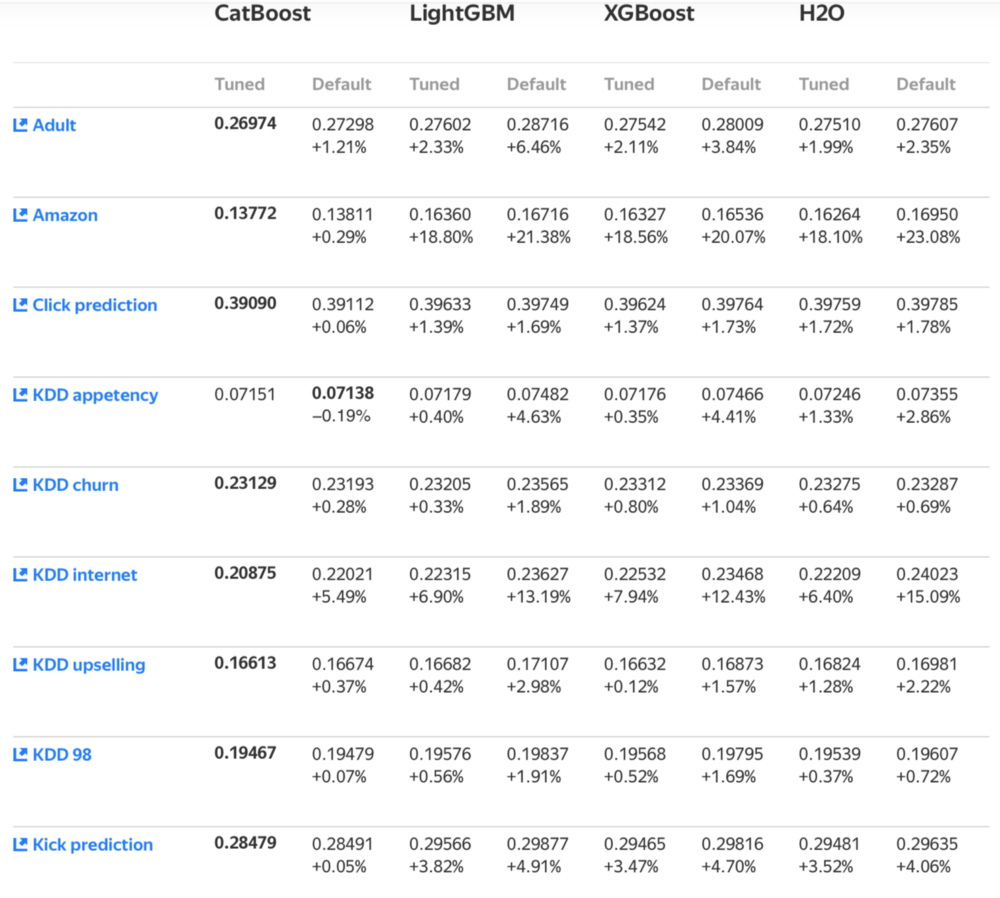 CatBoost LightGBM XGBoost H2O
Tuned Default Tuned Default Tuned Default Tuned Default
Adult 0.26974 0.27298 0.27602 0.28716 0.27542 0.28009 0.27510 0.27607
+1.21% +2.33% +6.46% +2.11% +3.84% +1.99% +2.35%
Amazon 0.13772 0.13811 0.16360 0.16716 0.16327 0.16536 0.16264 0.16950
+0.29% +18.80% +21.38% +18.56% +20.07% +18.10% +23.08%
Click prediction 0.39090 0.39112 0.39633 0.39749 0.39624 0.39764 0.39759 0.39785
+0.06% +1.39% +1.69% +1.37% +1.73% +1.72% +1.78%
KDD appetency 0.07151 0.07138 0.07179 0.07482 0.07176 0.07466 0.07246 0.07355
−0.19% +0.40% +4.63% +0.35% +4.41% +1.33% +2.86%
KDD churn 0.23129 0.23193 0.23205 0.23565 0.23312 0.23369 0.23275 0.23287
+0.28% +0.33% +1.89% +0.80% +1.04% +0.64% +0.69%
KDD internet 0.20875 0.22021 0.22315 0.23627 0.22532 0.23468 0.22209 0.24023
+5.49% +6.90% +13.19% +7.94% +12.43% +6.40% +15.09%
KDD upselling 0.16613 0.16674 0.16682 0.17107 0.16632 0.16873 0.16824 0.16981
+0.37% +0.42% +2.98% +0.12% +1.57% +1.28% +2.22%
KDD 98 0.19467 0.19479 0.19576 0.19837 0.19568 0.19795 0.19539 0.19607
+0.07% +0.56% +1.91% +0.52% +1.69% +0.37% +0.72%
Kick prediction 0.28479 0.28491 0.29566 0.29877 0.29465 0.29816 0.29481 0.29635
+0.05% +3.82% +4.91% +3.47% +4.70% +3.52% +4.06%